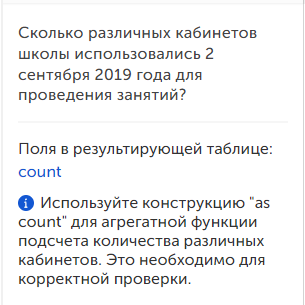 Сколько различных кабинетов
школы использовались 2
сентября 2019 года для
проведения занятий?
Поля в результирующей таблице:
count
Используйте конструкцию "as
count" для агрегатной функции
подсчета количества различных
кабинетов. Это необходимо для
корректной проверки.